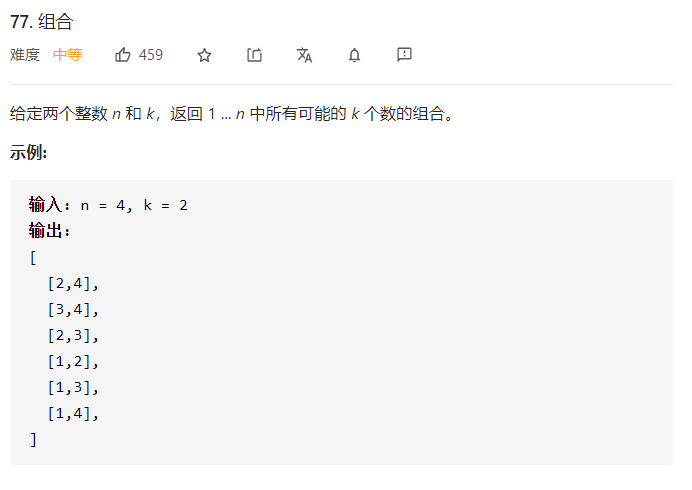 77. 组合
难度 中等 459
给定两个整数 n 和 k，返回 1 ... n 中所有可能的 k 个数的组合。
示例:
输入: n = 4, k = 2
输出:
[
  [2,4],
  [3,4],
  [2,3],
  [1,2],
  [1,3],
  [1,4],
]